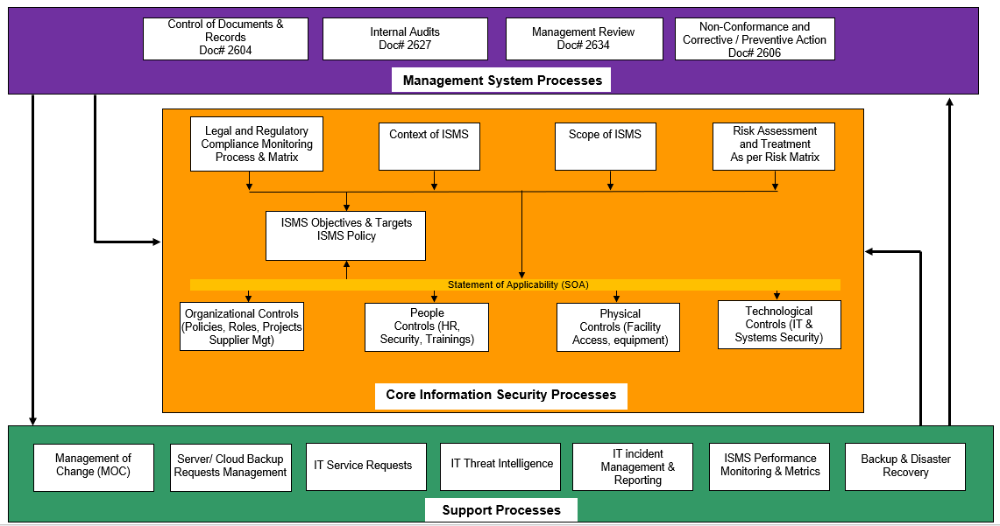 Control of Documents &
Records
Doc# 2604
Internal Audits
Doc# 2627
Management Review
Doc# 2634
Non-Conformance and
Corrective / Preventive Action
Doc# 2606
Management System Processes
Legal and Regulatory
Compliance Monitoring
Process & Matrix
Context of ISMS
Scope of ISMS
Risk Assessment
and Treatment
As per Risk Matrix
ISMS Objectives & Targets
ISMS Policy
Statement of Applicability (SOA)
Organizational Controls
(Policies, Roles, Projects
Supplier Mgt)
People
Controls (HR,
Security, Trainings)
Physical
Controls (Facility
Access, equipment)
Technological
Controls (IT &
Systems Security)
Core Information Security Processes
Management of
Change (MOC)
Server/ Cloud Backup
Requests Management
IT Service Requests
IT Threat Intelligence
IT incident
Management &
Reporting
ISMS Performance
Monitoring & Metrics
Backup & Disaster
Recovery
Support Processes